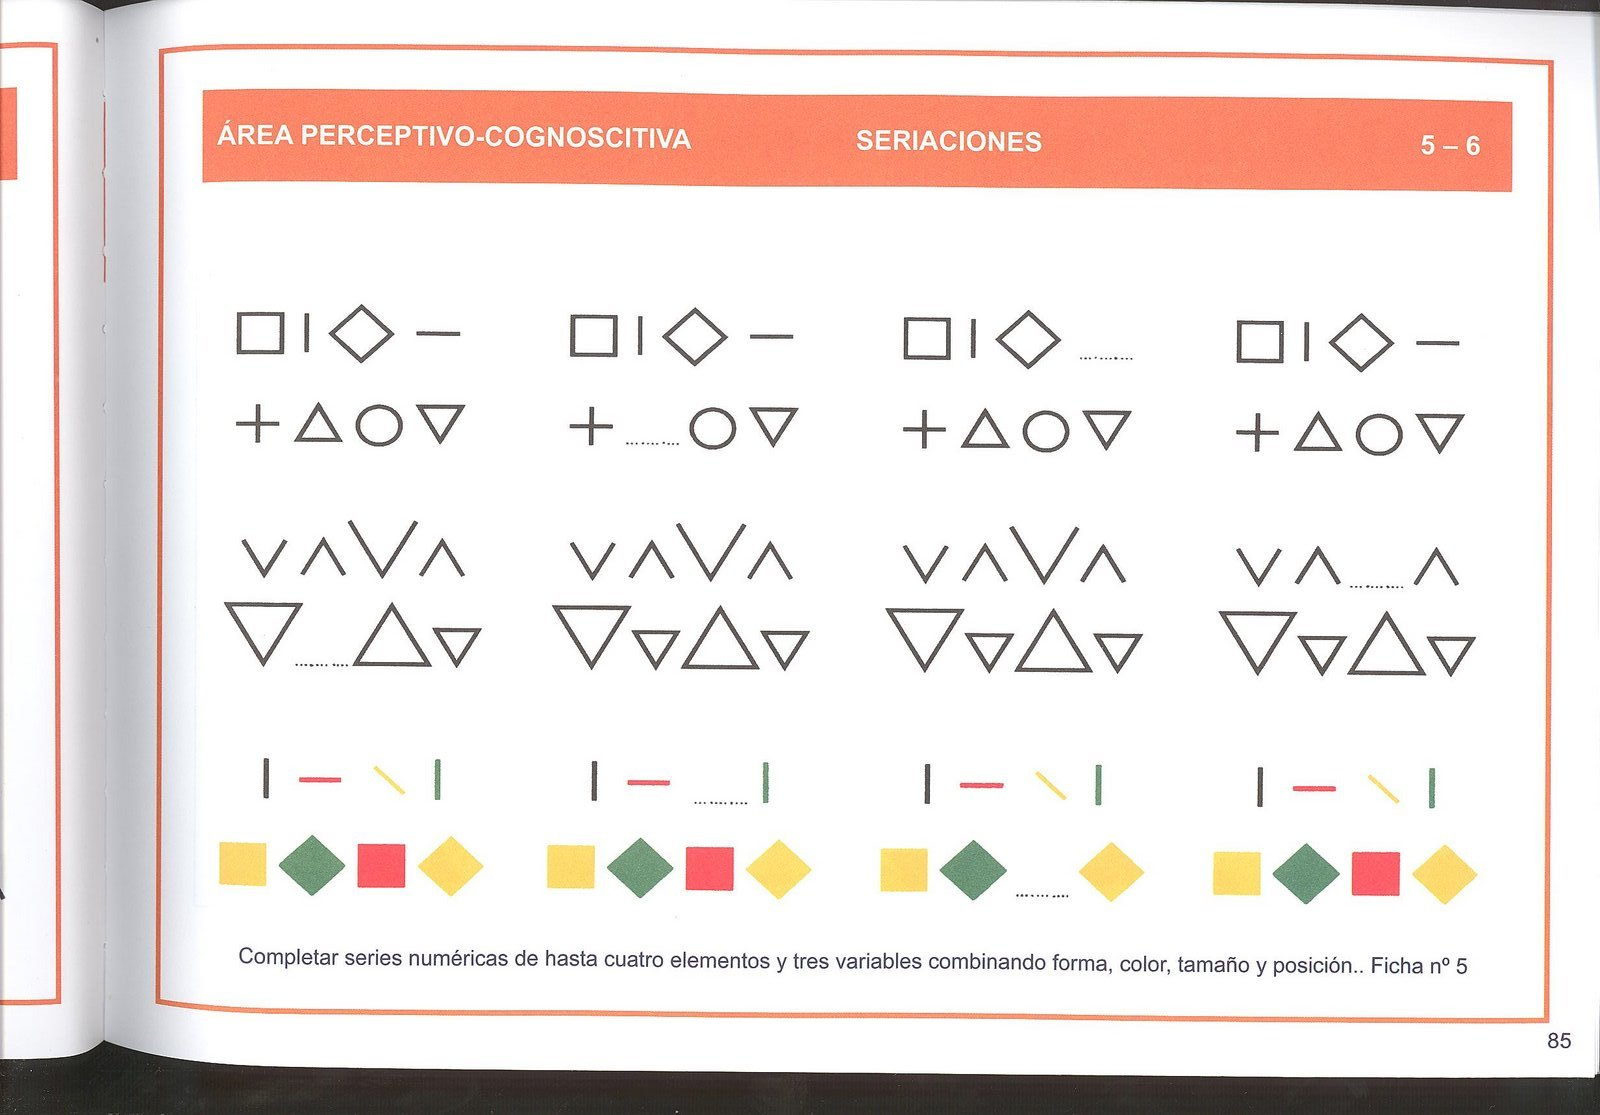 ÁREA PERCEPTIVO-COGNOSCITIVA SERIACIONES 5 – 6
Completar series numéricas de hasta cuatro elementos y tres variables combinando forma, color, tamaño y posición.. Ficha nº 5
85